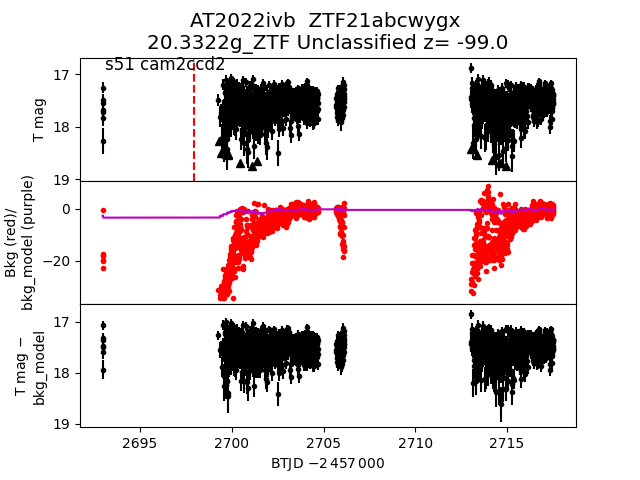 AT2022ivb  ZTF21abcwygx
20.3322g_ZTF Unclassified z= -99.0
s51 cam2ccd2
17
18
19
T mag
0
−20
Bkg (red)/
bkg_model (purple)
17
18
19
T mag −
bkg_model
2695
2700
2705
2710
2715
BTJD −2 457 000